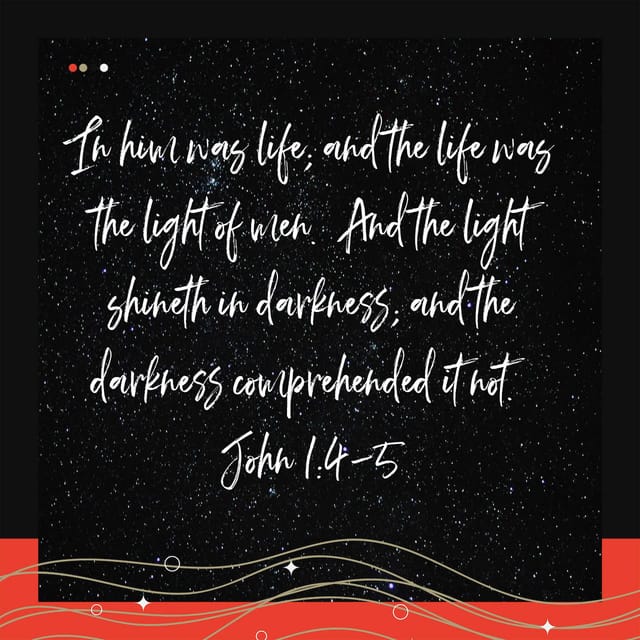 In him was life; and the life was
the light of men. And the light
shineth in darkness; and the
darkness comprehended it not.
John 1:4-5